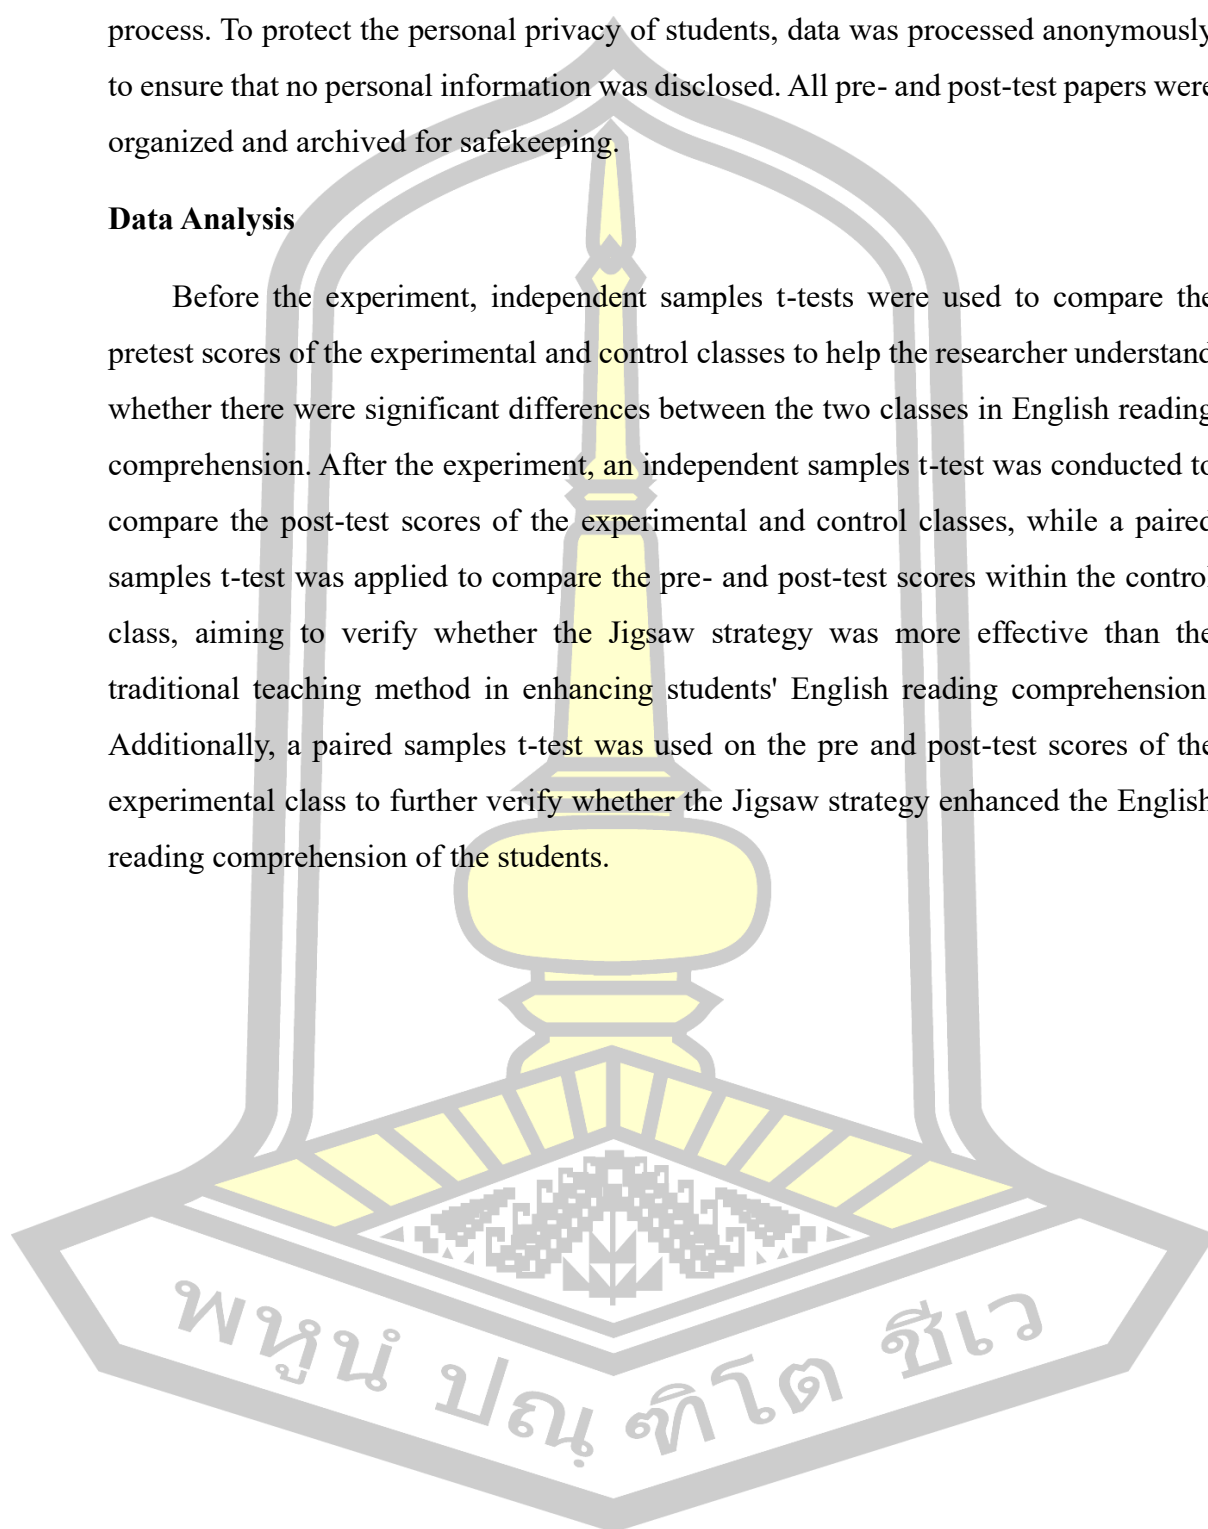 process. To protect the personal privacy of students, data was processed anonymously
to ensure that no personal information was disclosed. All pre- and post-test papers were
organized and archived for safekeeping.
Data Analysis
Before the experiment, independent samples t-tests were used to compare the
pretest scores of the experimental and control classes to help the researcher understand
whether there were significant differences between the two classes in English reading
comprehension. After the experiment, an independent samples t-test was conducted to
compare the post-test scores of the experimental and control classes, while a paired
samples t-test was applied to compare the pre- and post-test scores within the control
class, aiming to verify whether the Jigsaw strategy was more effective than the
traditional teaching method in enhancing students' English reading comprehension.
Additionally, a paired samples t-test was used on the pre and post-test scores of the
experimental class to further verify whether the Jigsaw strategy enhanced the English
reading comprehension of the students.
พหูนํ ปณฺ ฑิโต ชีเว